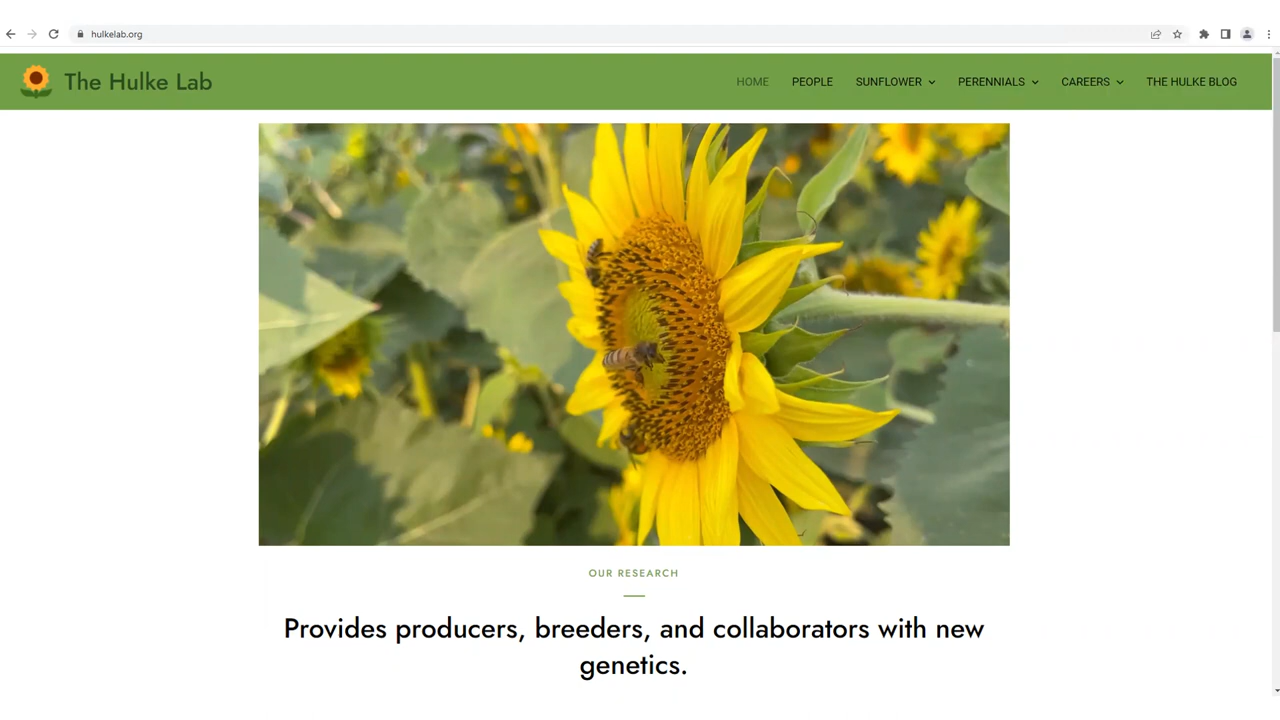 hulkelab.org
The Hulke Lab
HOME PEOPLE SUNFLOWER PERENNIALS CAREERS THE HULKE BLOG
OUR RESEARCH
Provides producers, breeders, and collaborators with new
genetics.